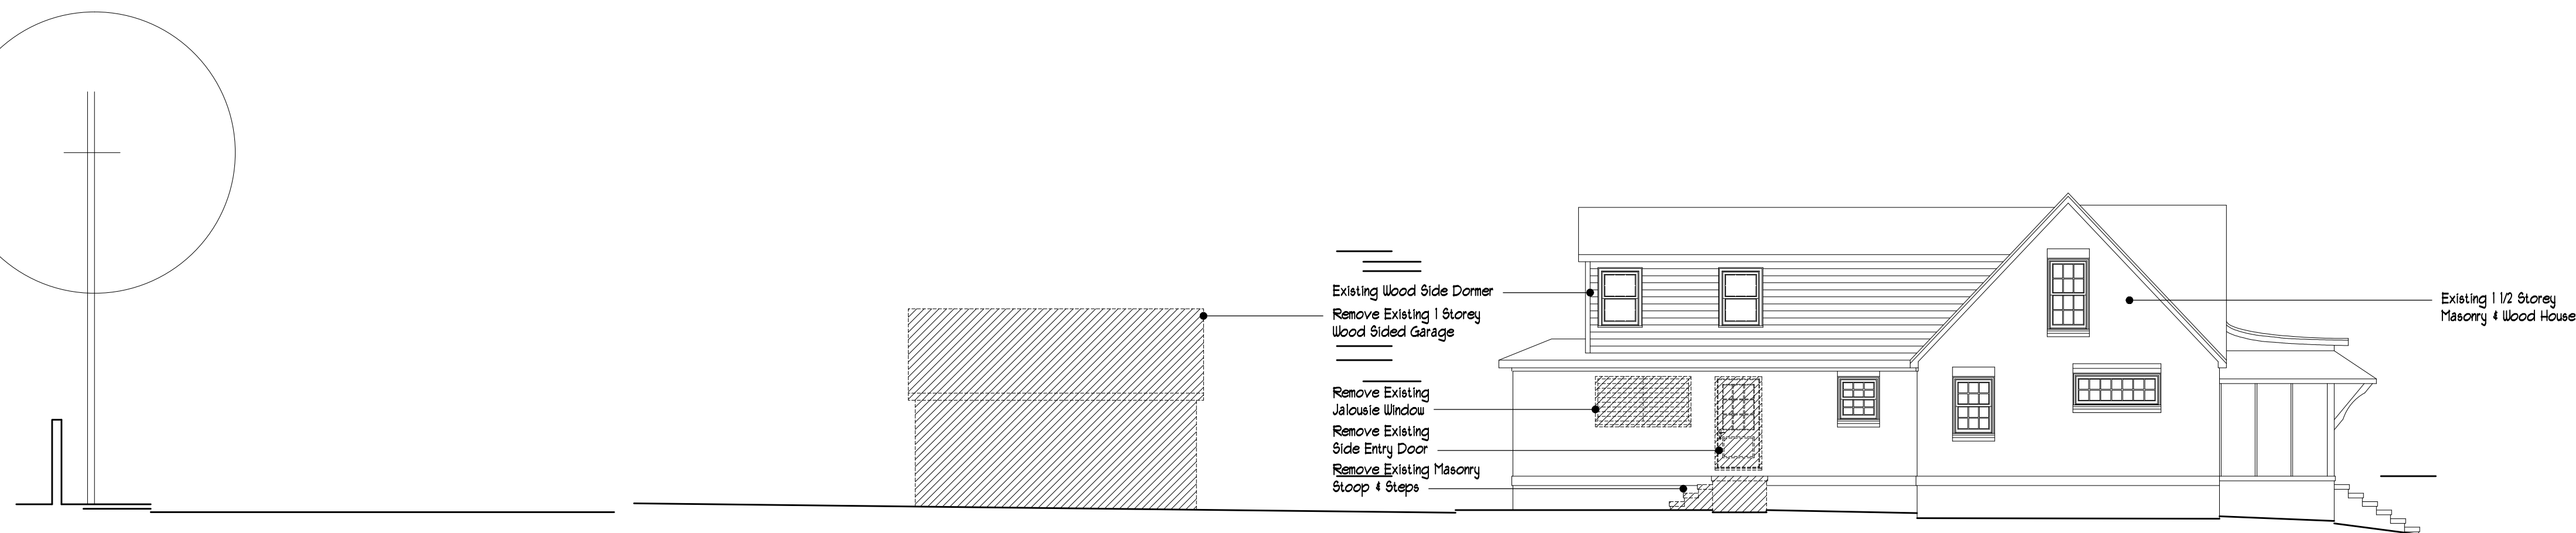 Existing Wood Side Dormer
Remove Existing 1 Storey
Wood Sided Garage
Remove Existing
Jalousie Window
Remove Existing
Side Entry Door
Remove Existing Masonry
Stoop & Steps
Existing 1 1/2 Storey
Masonry & Wood House